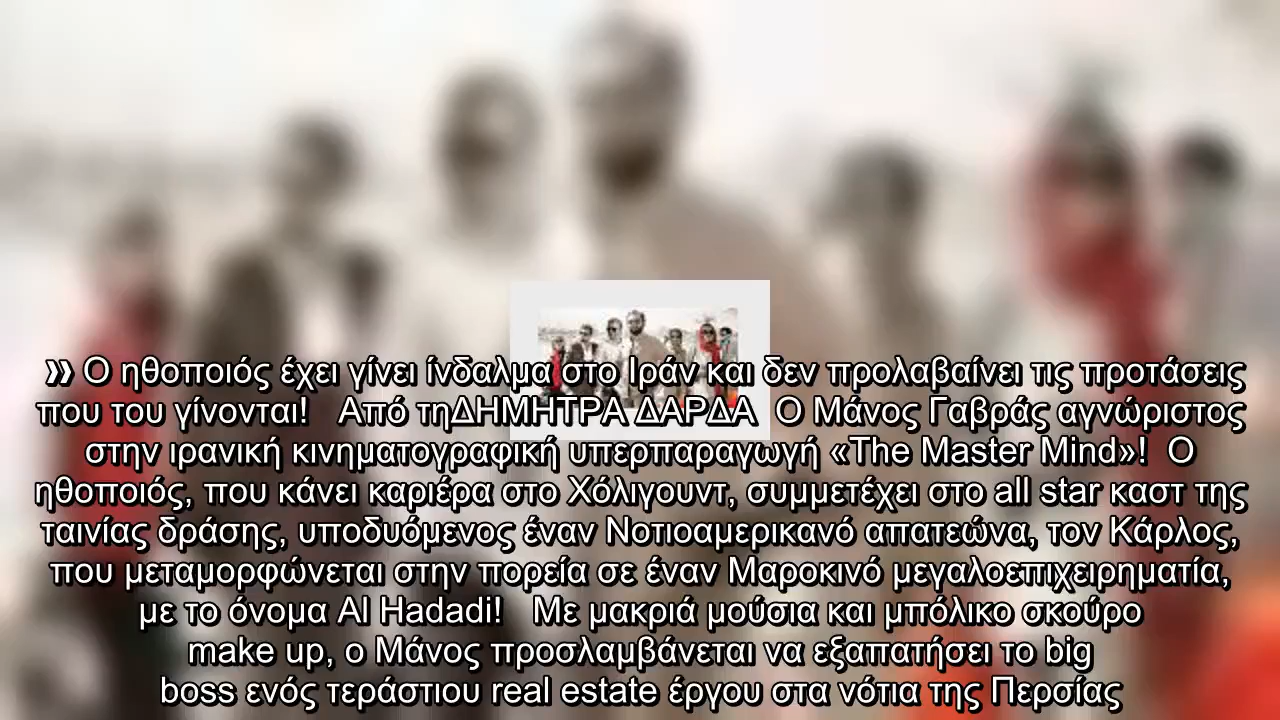 » Ο ηθοποιός έχει γίνει ίνδαλμα στο Ιράν και δεν προλαβαίνει τις προτάσεις
που του γίνονται! Από τηΔΗΜΗΤΡΑ ΔΑΡΔΑ Ο Μάνος Γαβράς αγνώριστος
στην ιρανική κινηματογραφική υπερπαραγωγή «The Master Mind»! Ο
ηθοποιός, που κάνει καριέρα στο Χόλιγουντ, συμμετέχει στο all star καστ της
ταινίας δράσης, υποδυόμενος έναν Νοτιοαμερικανό απατεώνα, τον Κάρλος,
που μεταμορφώνεται στην πορεία σε έναν Μαροκινό μεγαλοεπιχειρηματία,
με το όνομα Al Hadadi! Με μακριά μούσια και μπόλικο σκούρο
make up, ο Μάνος προσλαμβάνεται να εξαπατήσει το big
boss ενός τεράστιου real estate έργου στα νότια της Περσίας